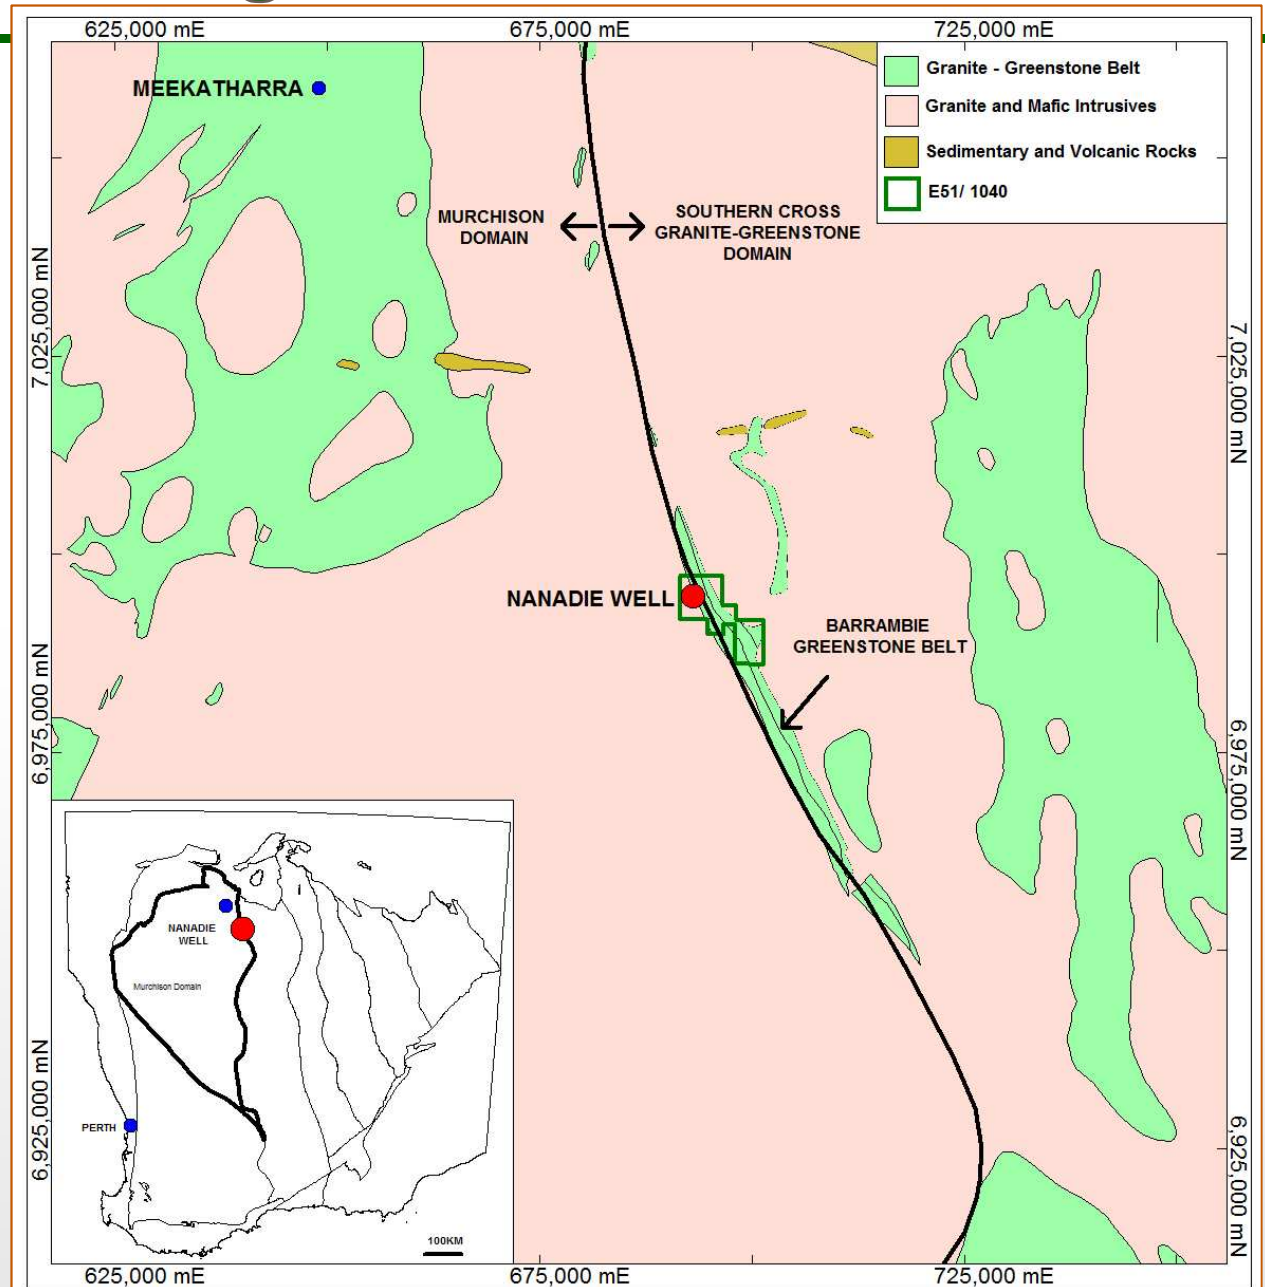 625,000 mE
675,000 mE
725,000 mE
Granite - Greenstone Belt
Granite and Mafic Intrusives
Sedimentary and Volcanic Rocks
E51/ 1040
MEEKATHARRA
MURCHISON
DOMAIN
SOUTHERN CROSS
GRANITE-GREENSTONE
DOMAIN
7,025,000 mN
7,025,000 mN
NANADIE WELL
BARRAMBIE
GREENSTONE BELT
6,975,000 mN
6,975,000 mN
NANADIE
WELL
Murchison Domain
PERTH
100KM
6,925,000 mN
6,925,000 mN
625,000 mE
675,000 mE
725,000 mE